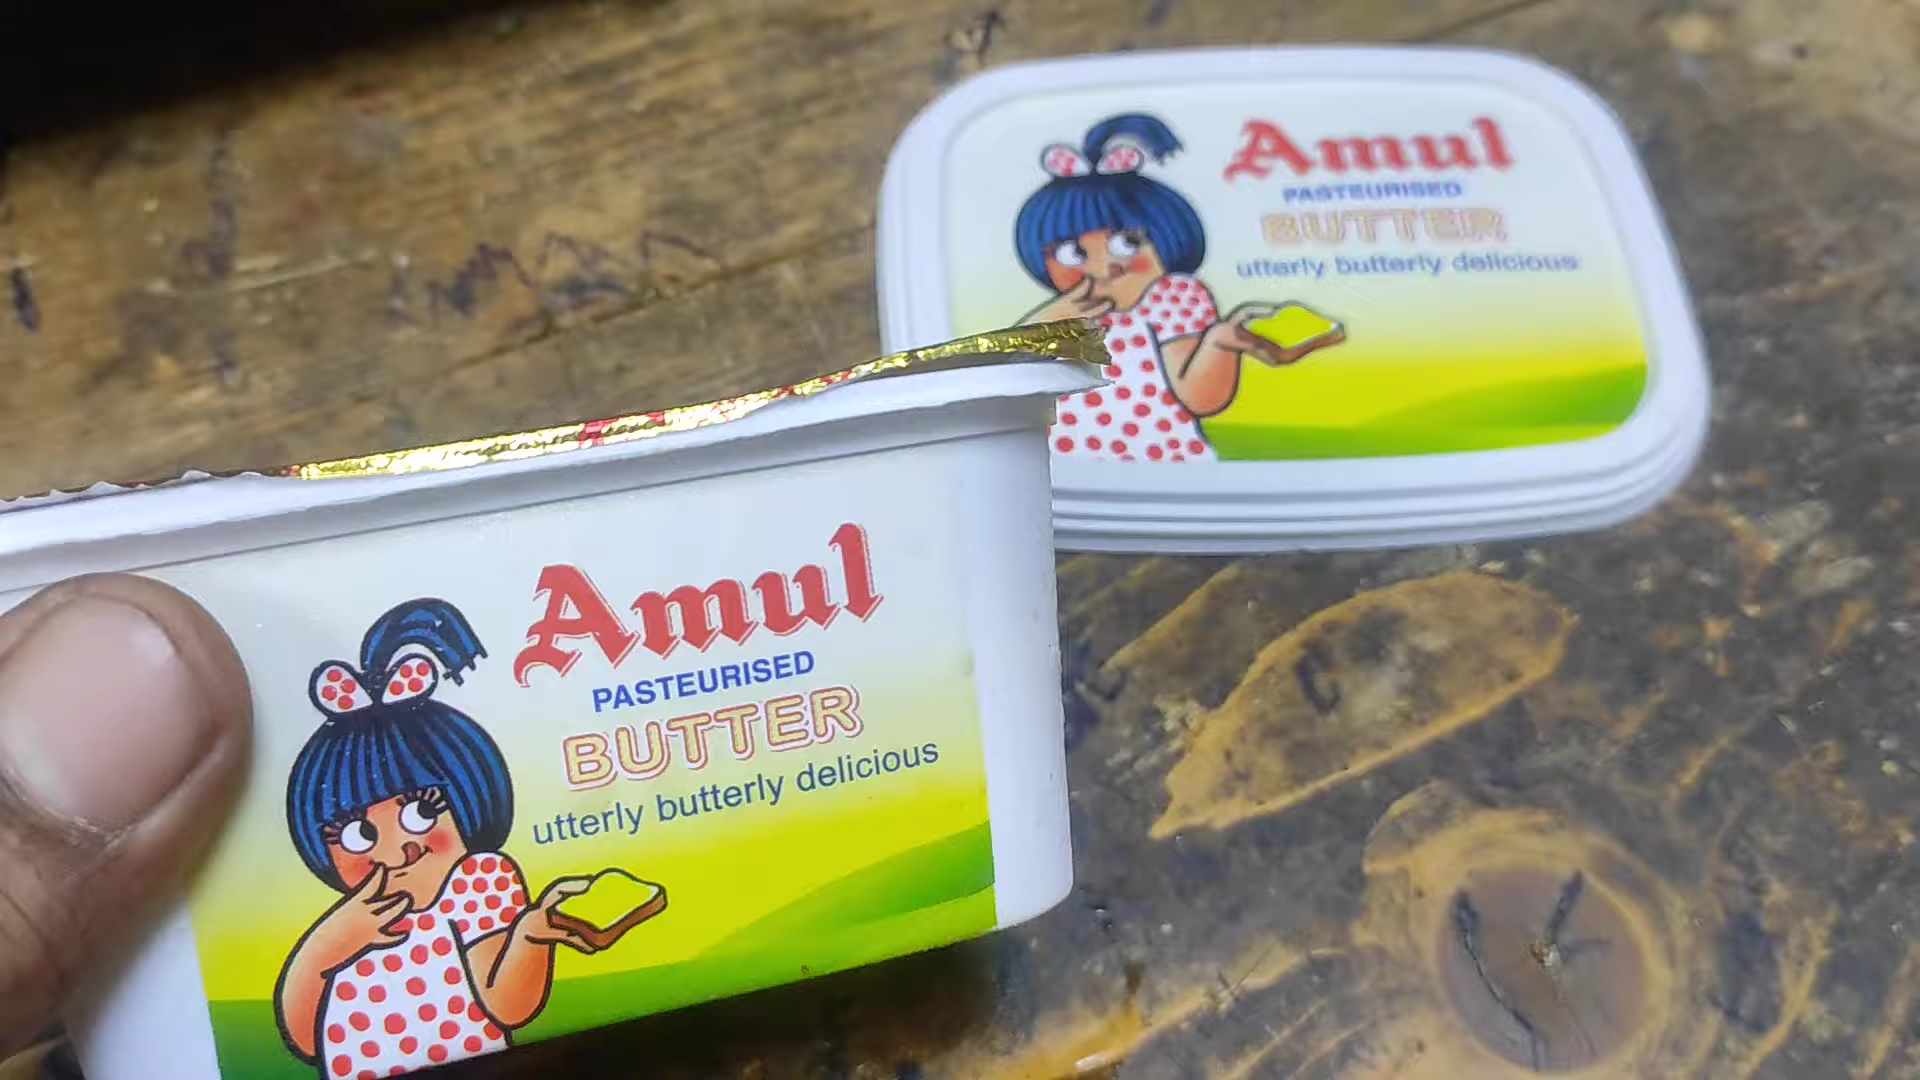 Amul
PASTEURISED
BUTTER
utterly butterly delicious
Amul
PASTEURISED
BUTTER
utterly butterly delicious